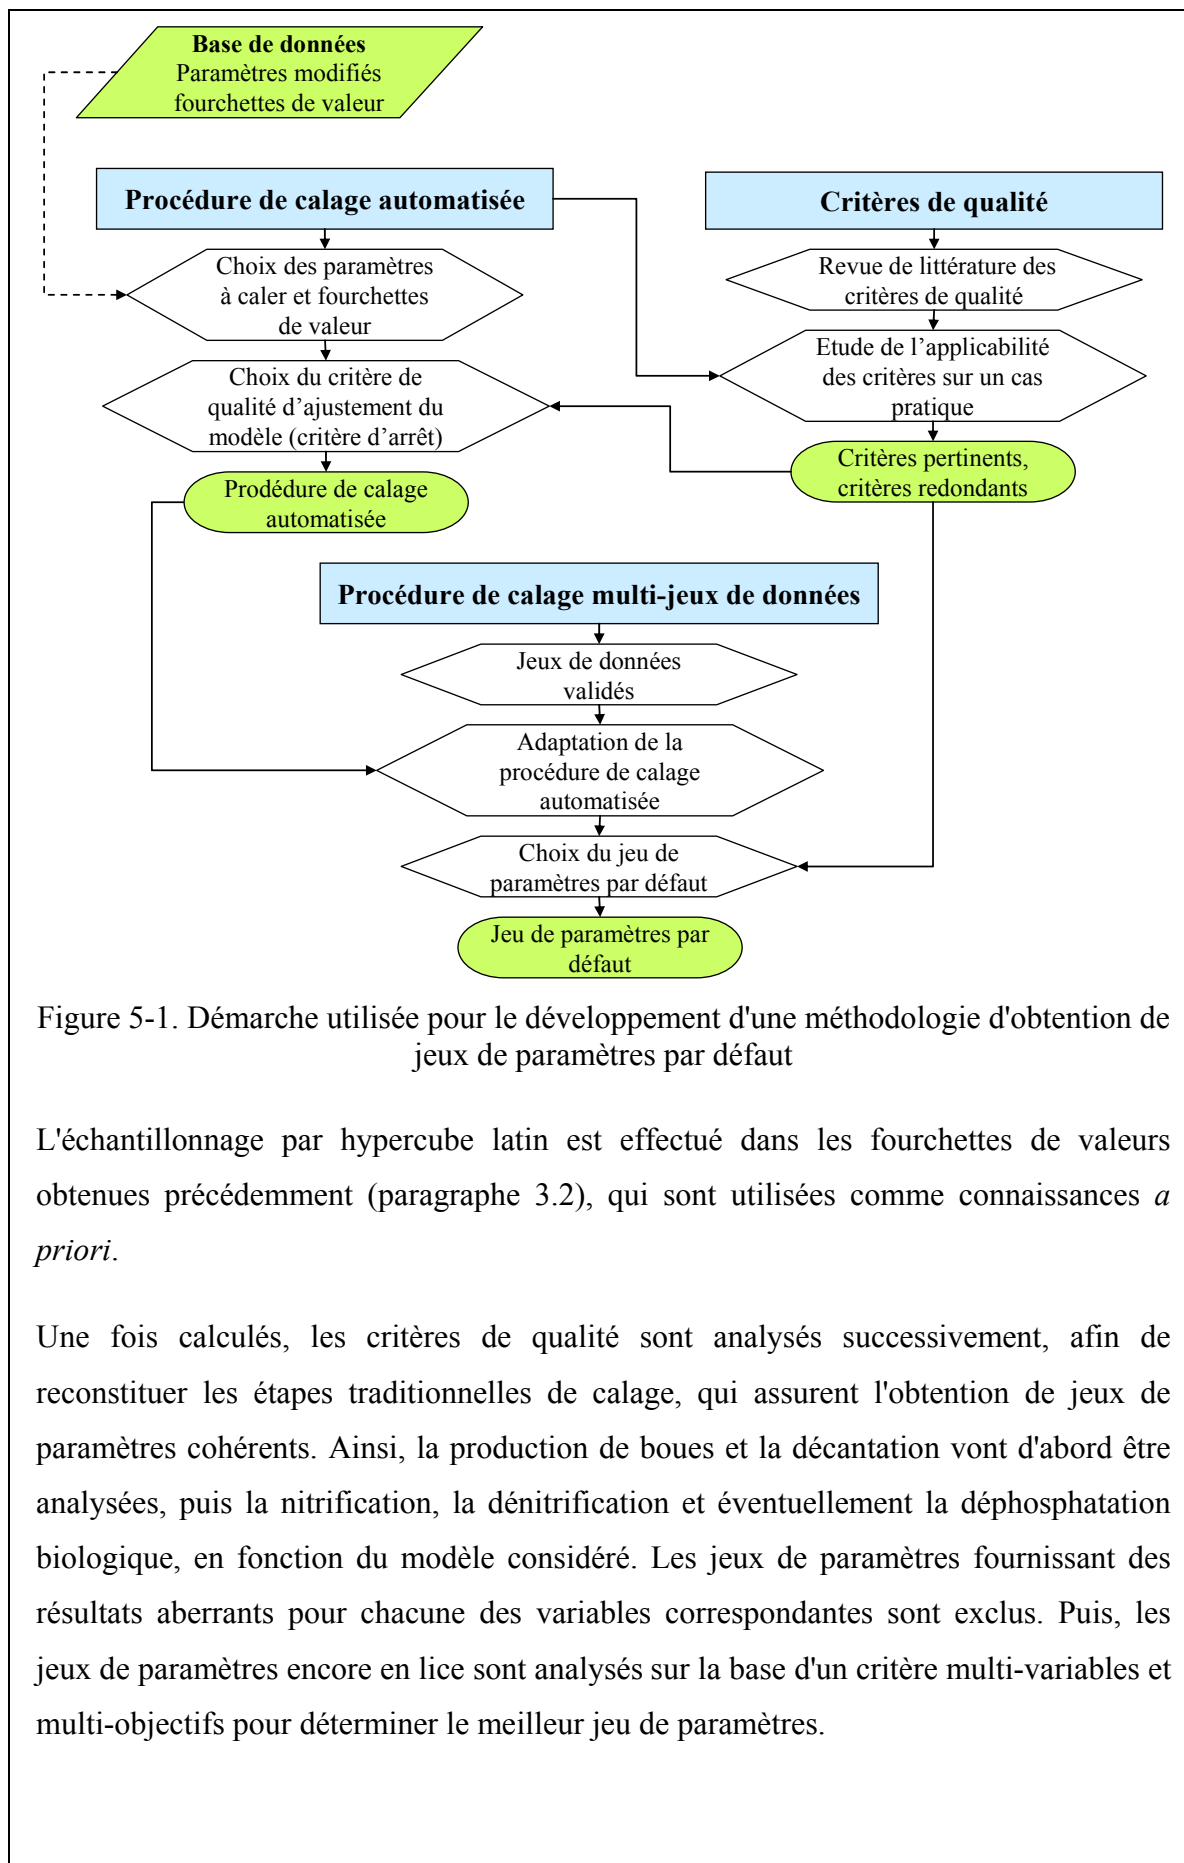 Base de données
Paramètres modifiés
fourchettes de valeur
Procédure de calage automatisée
Choix des paramètres
à caler et fourchettes
de valeur
Choix du critère de
qualité d’ajustement du
modèle (critère d’arrêt)
Prodédure de calage
automatisée
Critères de qualité
Revue de littérature des
critères de qualité
Etude de l’applicabilité
des critères sur un cas
pratique
Critères pertinents,
critères redondants
Procédure de calage multi-jeux de données
Jeux de données
validés
Adaptation de la
procédure de calage
automatisée
Choix du jeu de
paramètres par défaut
Jeu de paramètres par
défaut
Figure 5-1. Démarche utilisée pour le développement d'une méthodologie d'obtention de
jeux de paramètres par défaut
L'échantillonnage par hypercube latin est effectué dans les fourchettes de valeurs
obtenues précédemment (paragraphe 3.2), qui sont utilisées comme connaissances a
priori.
Une fois calculés, les critères de qualité sont analysés successivement, afin de
reconstituer les étapes traditionnelles de calage, qui assurent l'obtention de jeux de
paramètres cohérents. Ainsi, la production de boues et la décantation vont d'abord être
analysées, puis la nitrification, la dénitrification et éventuellement la déphosphatation
biologique, en fonction du modèle considéré. Les jeux de paramètres fournissant des
résultats aberrants pour chacune des variables correspondantes sont exclus. Puis, les
jeux de paramètres encore en lice sont analysés sur la base d'un critère multi-variables et
multi-objectifs pour déterminer le meilleur jeu de paramètres.